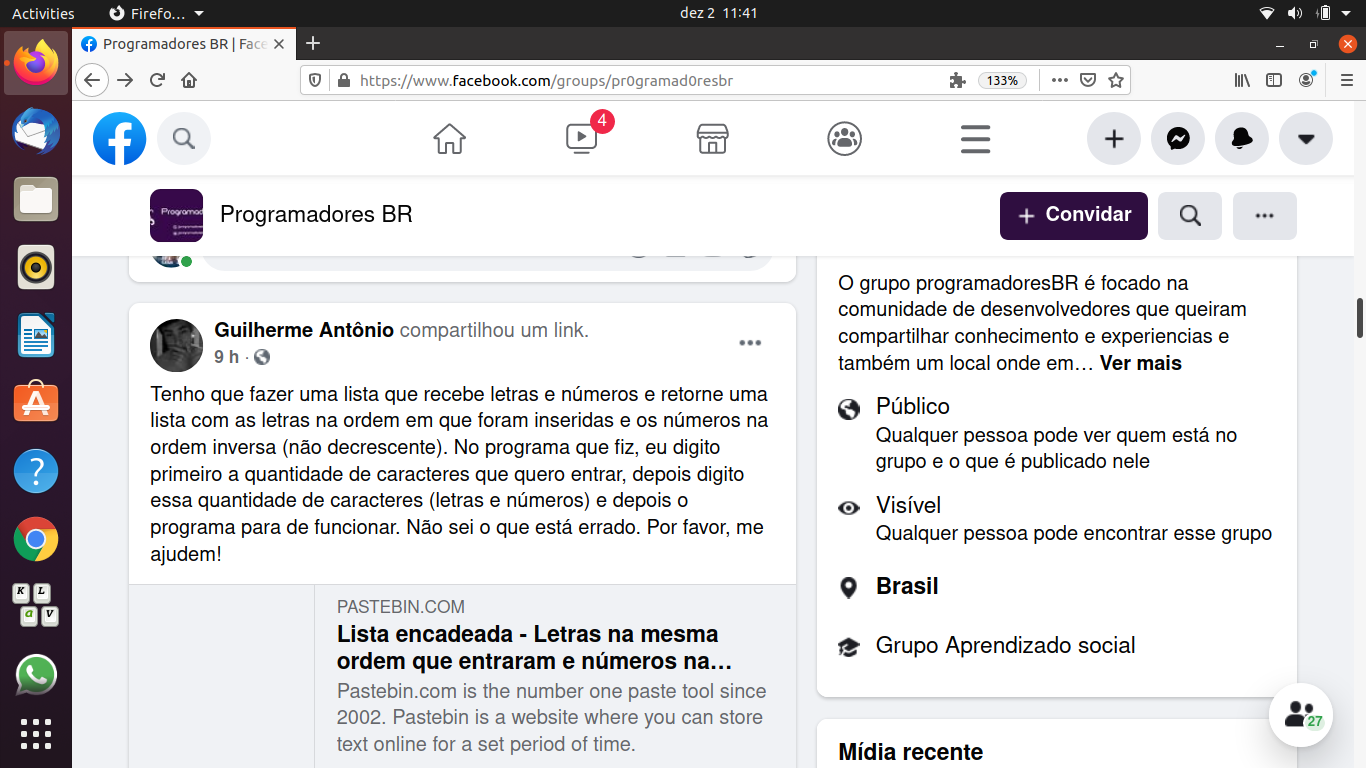 Activities
Firefo…
dez 2 11:41
Programadores BR | Face
https://www.facebook.com/groups/pr0gramad0resbr
133%
4
Programadores BR
Convidar
Guilherme Antônio compartilhou um link.
9 h ·
Tenho que fazer uma lista que recebe letras e números e retorne uma
lista com as letras na ordem em que foram inseridas e os números na
ordem inversa (não decrescente). No programa que fiz, eu digito
primeiro a quantidade de caracteres que quero entrar, depois digito
essa quantidade de caracteres (letras e números) e depois o
programa para de funcionar. Não sei o que está errado. Por favor, me
ajudem!
PASTEBIN.COM
Lista encadeada - Letras na mesma
ordem que entraram e números na…
Pastebin.com is the number one paste tool since
2002. Pastebin is a website where you can store
text online for a set period of time.
O grupo programadoresBR é focado na
comunidade de desenvolvedores que queiram
compartilhar conhecimento e experiencias e
também um local onde em… Ver mais
Público
Qualquer pessoa pode ver quem está no
grupo e o que é publicado nele
Visível
Qualquer pessoa pode encontrar esse grupo
Brasil
Grupo Aprendizado social
27
Mídia recente
K L
a V